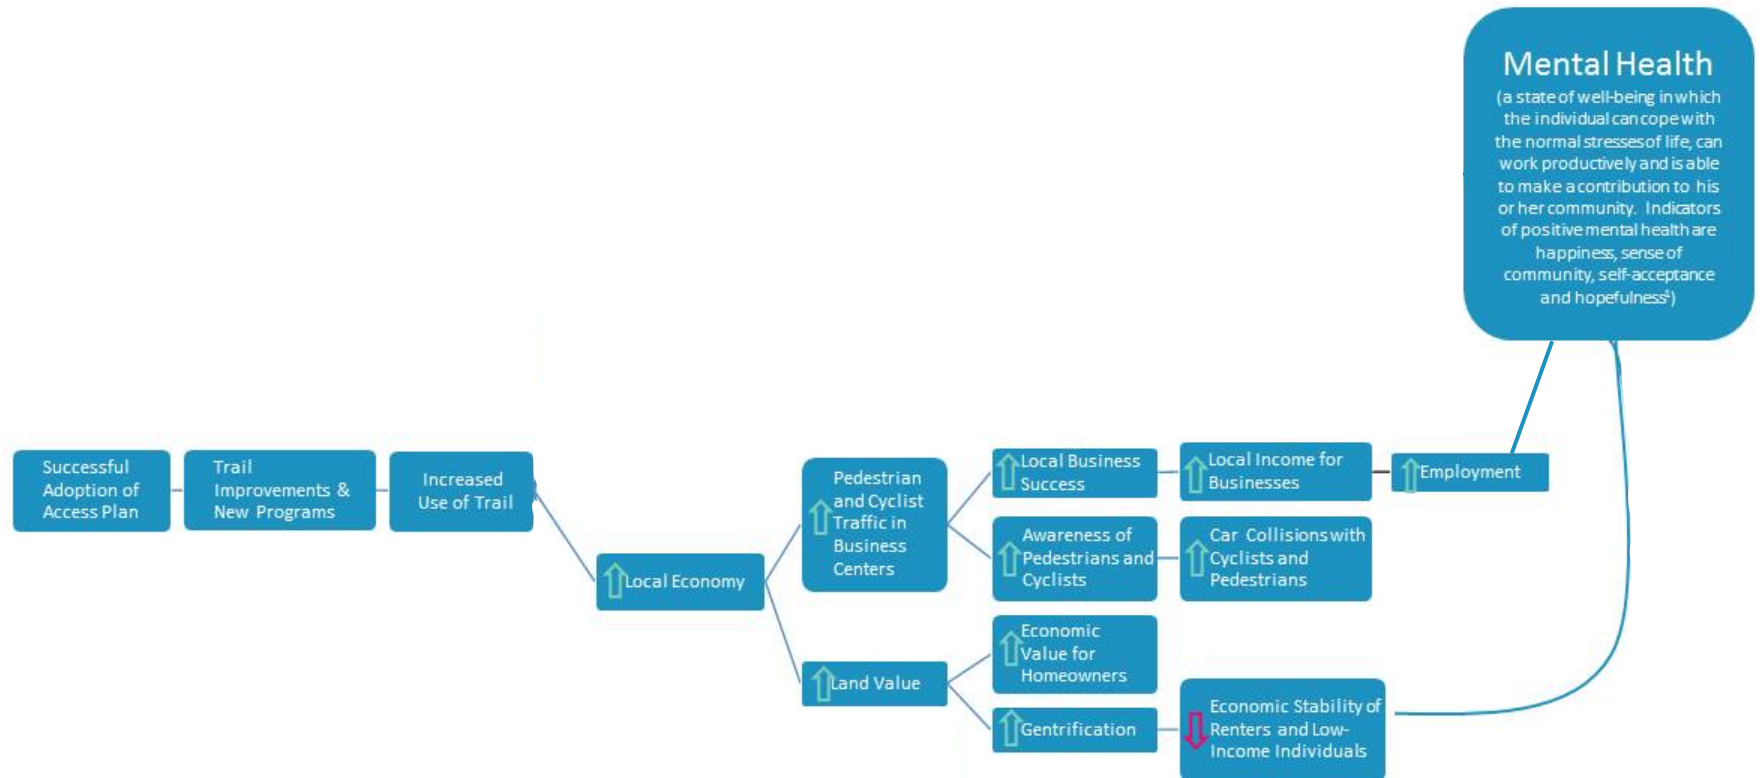 Mental Health
(a state of well-being in which
the individual can cope with
the normal stresses of life, can
work productively and is able
to make a contribution to his
or her community. Indicators
of positive mental health are
happiness, sense of
community, self-acceptance
and hopefulness¹)
Successful
Adoption of
Access Plan
Trail
Improvements &
New Programs
Increased
Use of Trail
Local Economy
Pedestrian
and Cyclist
Traffic in
Business
Centers
Land Value
Local Business
Success
Local Income for
Businesses
Employment
Awareness of
Pedestrians and
Cyclists
Car Collisions with
Cyclists and
Pedestrians
Economic
Value for
Homeowners
Gentrification
Economic Stability of
Renters and Low-
Income Individuals